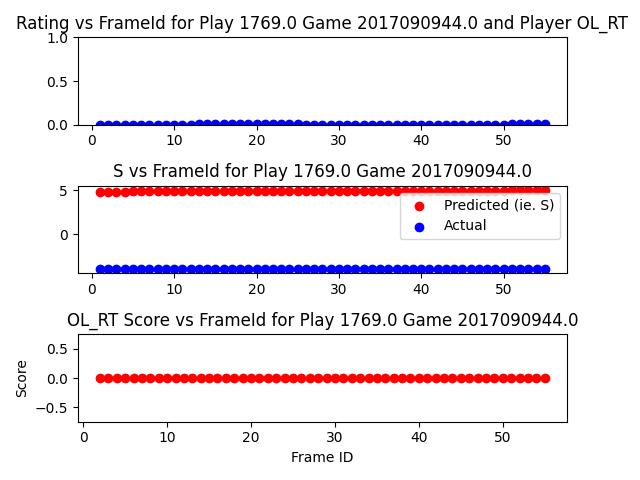 Rating vs FrameId for Play 1769.0 Game 2017090944.0 and Player OL_RT
1.0
0.5
0.0
0 10 20 30 40 50
S vs FrameId for Play 1769.0 Game 2017090944.0
5
0
Predicted (ie. S)
Actual
0 10 20 30 40 50
OL_RT Score vs FrameId for Play 1769.0 Game 2017090944.0
Score
0.5
0.0
−0.5
0 10 20 30 40 50
Frame ID